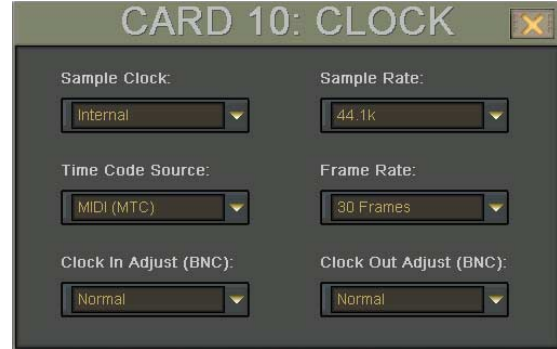 CARD 10: CLOCK
Sample Clock: Sample Rate:
Internal 44.1k
Time Code Source: Frame Rate:
MIDI (MTC) 30 Frames
Clock In Adjust (BNC): Clock Out Adjust (BNC):
Normal Normal